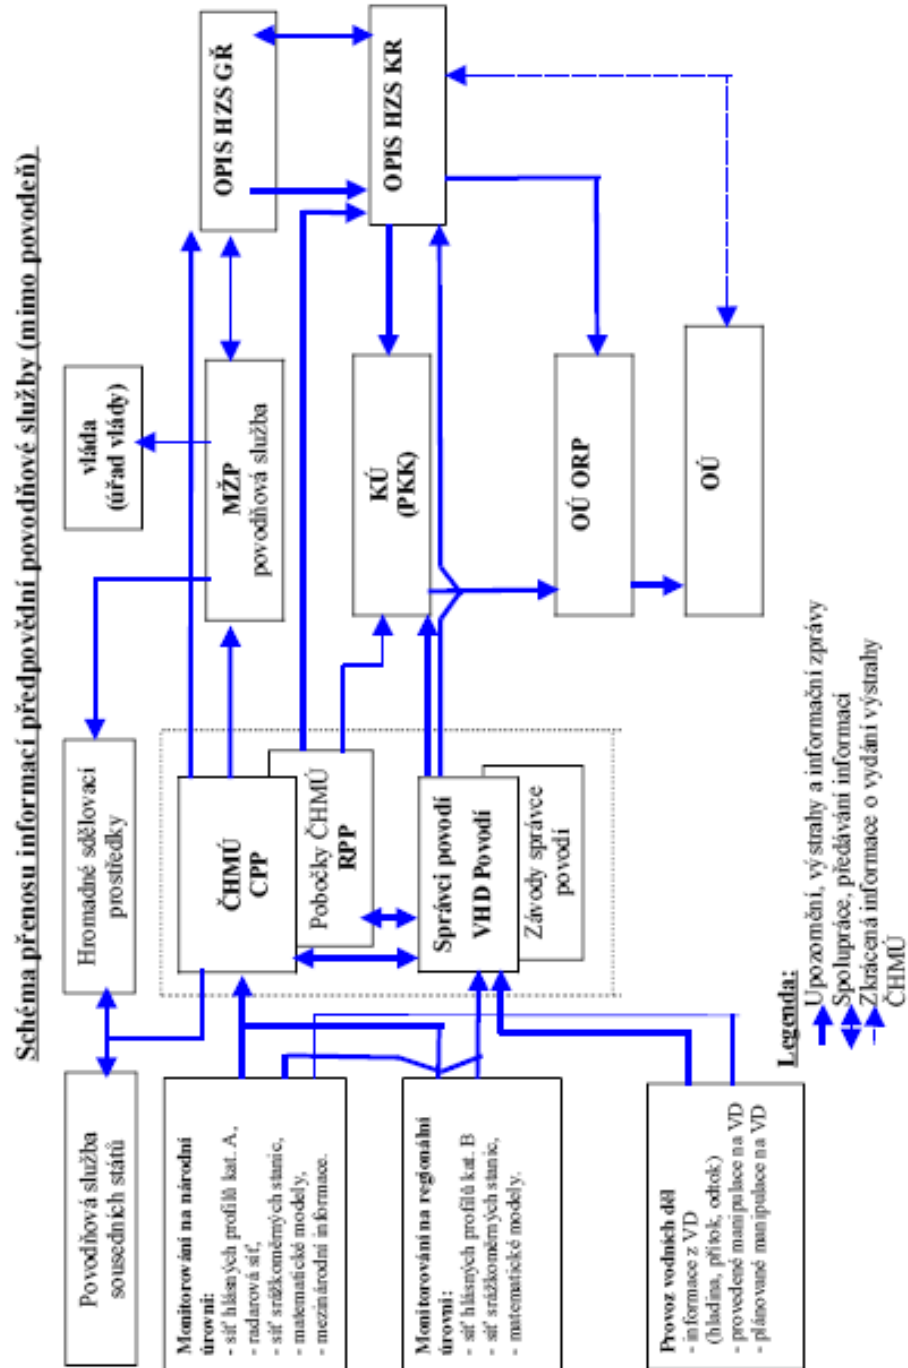 Schéma přenosu informací předpovědní povodňové služby (mimo povodeň)
Povodňová služba
sousedních států
Hromadné sdělovací
prostředky
vláda
(úřad vlády)
OPIS HZS GŘ
Monitorování na národní
úrovni:
- síť hlásných profilů kat. A,
- radarová síť,
- síť srážkoměrných stanic,
- matematické modely,
- mezinárodní informace.
ČHMÚ
CPP
Pobočky ČHMÚ
RPP
MŽP
povodňová služba
OPIS HZS KR
Monitorování na regionální
úrovni:
- síť hlásných profilů kat. B
- síť srážkoměrných stanic,
- matematické modely.
Správci povodí
VHD Povodí
Závody správce
povodí
KÚ
(PKK)
OÚ ORP
Provoz vodních děl
- informace z VD
(hladina, přítok, odtok)
- provedené manipulace na VD
- plánované manipulace na VD
OÚ
Legenda:
Upozornění, výstrahy a informační zprávy
Spolupráce, předávání informací
Zkrácená informace o vydání výstrahy
ČHMÚ